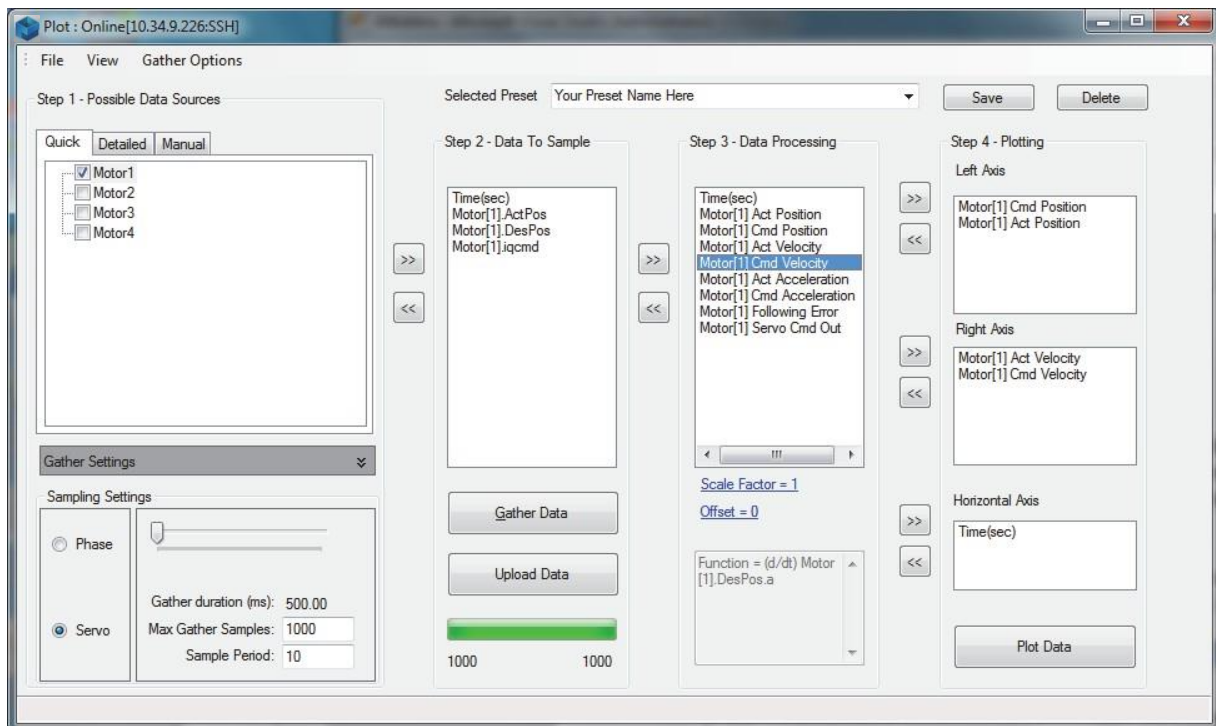 Plot : Online[10.34.9.226:SSH]
File View Gather Options
Step 1 - Possible Data Sources
Selected Preset Your Preset Name Here
Save Delete
Quick Detailed Manual
Motor1
Motor2
Motor3
Motor4
>>
<<
Gather Settings
Sampling Settings
Phase
Servo
Gather duration (ms): 500.00
Max Gather Samples: 1000
Sample Period: 10
Step 2 - Data To Sample
Time(sec)
Motor[1].ActPos
Motor[1].DesPos
Motor[1].iqcmd
Gather Data
Upload Data
1000 1000
>>
<<
Step 3 - Data Processing
Time(sec)
Motor[1] Act Position
Motor[1] Cmd Position
Motor[1] Act Velocity
Motor[1] Cmd Velocity
Motor[1] Act Acceleration
Motor[1] Cmd Acceleration
Motor[1] Following Error
Motor[1] Servo Cmd Out
Scale Factor = 1
Offset = 0
Function = (d/dt) Motor
[1].DesPos.a
Step 4 - Plotting
Left Axis
>>
<<
Motor[1] Cmd Position
Motor[1] Act Position
Right Axis
>>
<<
Motor[1] Act Velocity
Motor[1] Cmd Velocity
Horizontal Axis
>>
<<
Time(sec)
Plot Data